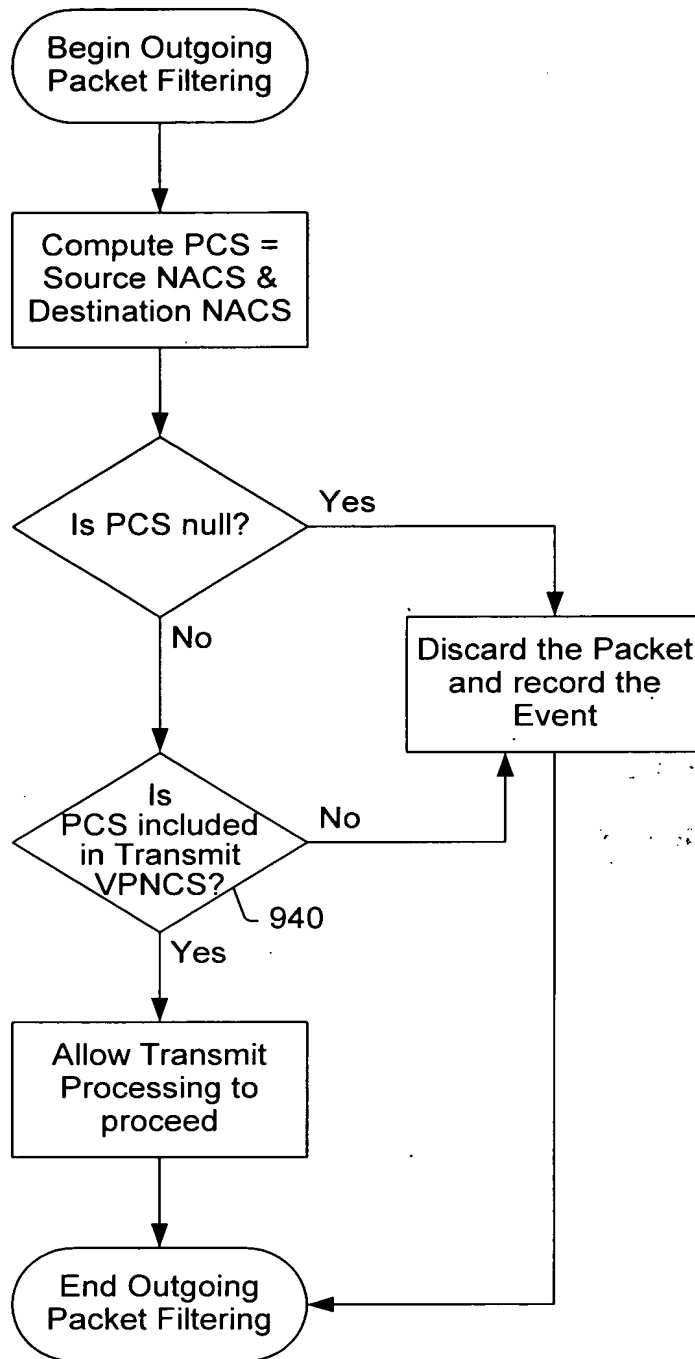 Begin Outgoing
Packet Filtering
Compute PCS =
Source NACS &
Destination NACS
Is PCS null?
Yes
No
Discard the Packet
and record the
Event
Is
PCS included
in Transmit
VPNCS?
No
940
Yes
Allow Transmit
Processing to
proceed
End Outgoing
Packet Filtering